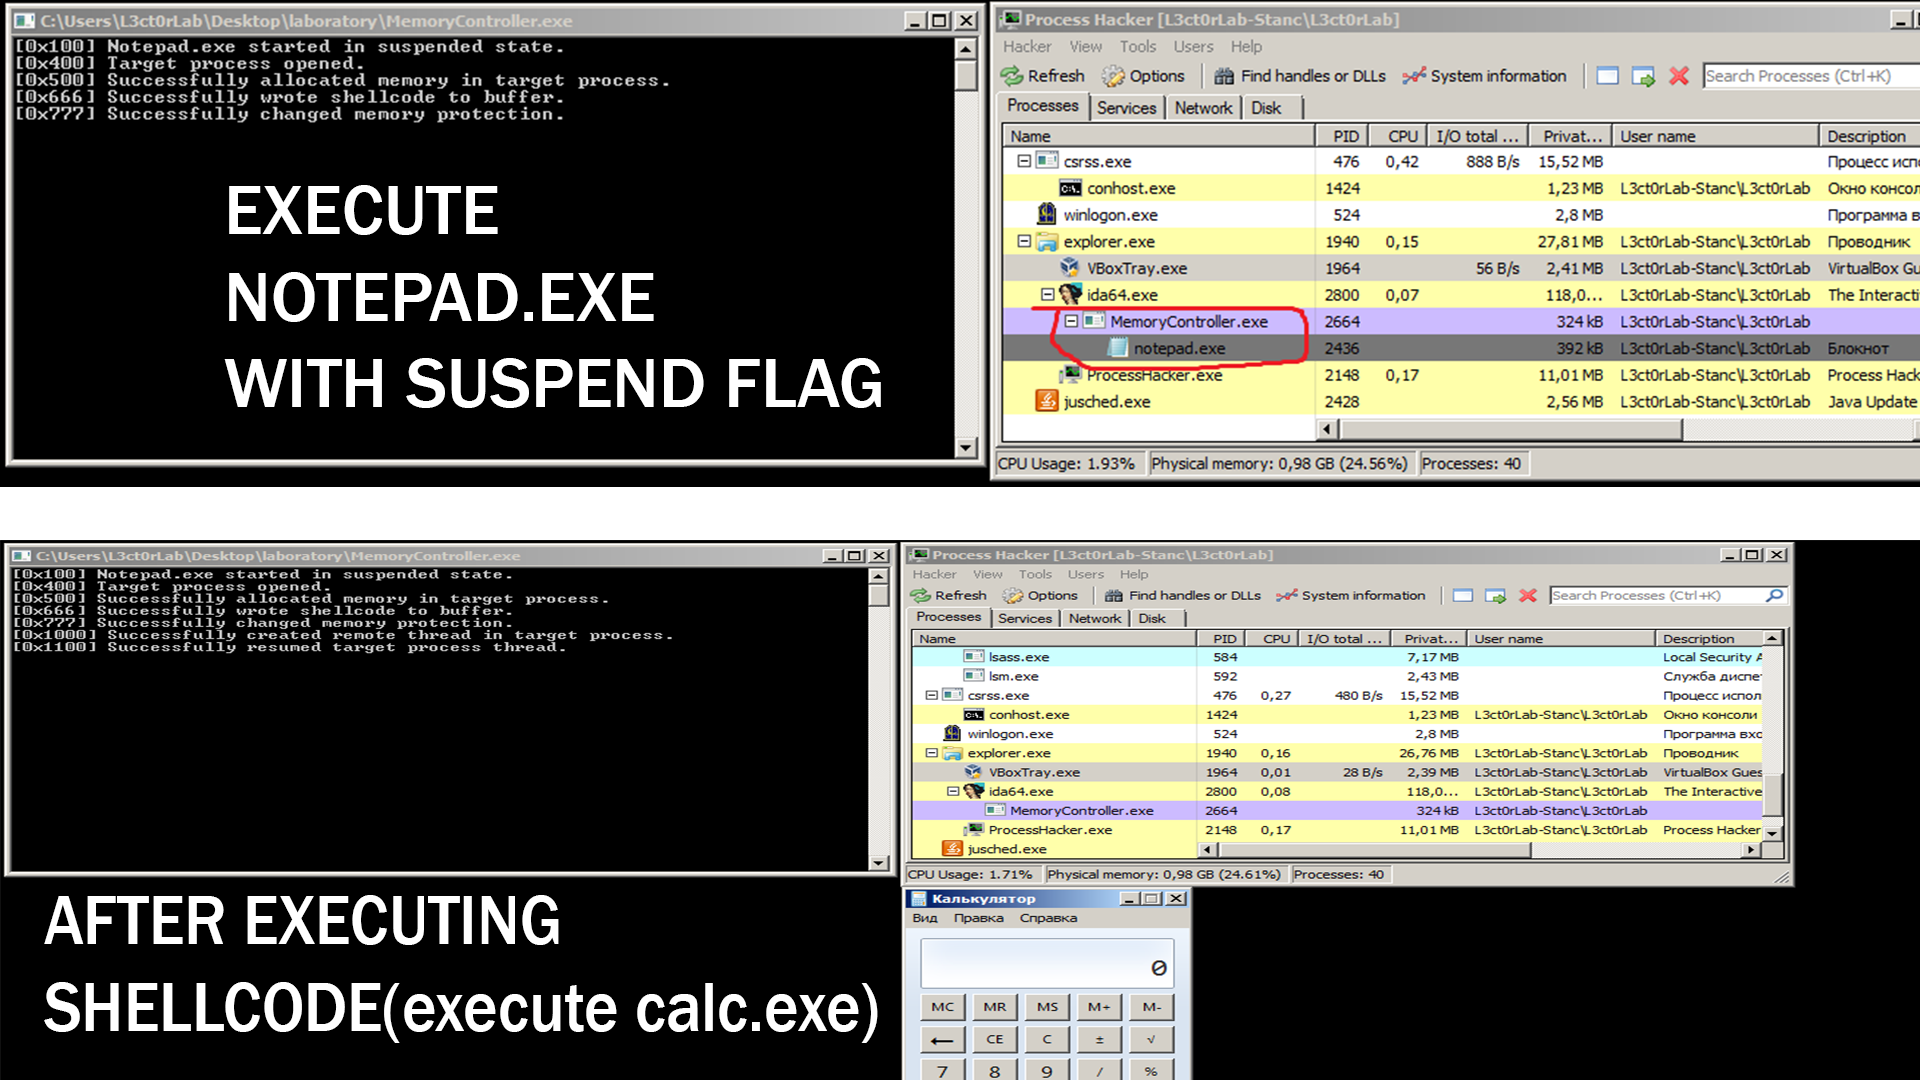 C:\Users\L3ct0rLab\Desktop\laboratory\MemoryController.exe
[0x100] Notepad.exe started in suspended state.
[0x400] Target process opened.
[0x500] Successfully allocated memory in target process.
[0x666] Successfully wrote shellcode to buffer.
[0x777] Successfully changed memory protection.
EXECUTE
NOTEPAD.EXE
WITH SUSPEND FLAG
Process Hacker [L3ct0rLab-Stanc\L3ct0rLab]
Hacker View Tools Users Help
Refresh Options Find handles or DLLs System information Search Processes (Ctrl+K)
Processes Services Network Disk
Name PID CPU I/O total ... Privat... User name Description
csrss.exe 476 0,42 888 B/s 15,52 MB Процесс испо
conhost.exe 1424 1,23 MB L3ct0rLab-Stanc\L3ct0rLab Окно консол
winlogon.exe 524 2,8 MB Программа в
explorer.exe 1940 0,15 27,81 MB L3ct0rLab-Stanc\L3ct0rLab Проводник
VBoxTray.exe 1964 56 B/s 2,41 MB L3ct0rLab-Stanc\L3ct0rLab VirtualBox Gu
ida64.exe 2800 0,07 118,0... L3ct0rLab-Stanc\L3ct0rLab The Interacti
MemoryController.exe 2664 324 kB L3ct0rLab-Stanc\L3ct0rLab
notepad.exe 2436 392 kB L3ct0rLab-Stanc\L3ct0rLab Блокнот
ProcessHacker.exe 2148 0,17 11,01 MB L3ct0rLab-Stanc\L3ct0rLab Process Hack
jusched.exe 2428 2,56 MB L3ct0rLab-Stanc\L3ct0rLab Java Update
CPU Usage: 1.93% Physical memory: 0,98 GB (24.56%) Processes: 40
C:\Users\L3ct0rLab\Desktop\laboratory\MemoryController.exe
[0x100] Notepad.exe started in suspended state.
[0x400] Target process opened.
[0x500] Successfully allocated memory in target process.
[0x666] Successfully wrote shellcode to buffer.
[0x777] Successfully changed memory protection.
[0x1000] Successfully created remote thread in target process.
[0x1100] Successfully resumed target process thread.
AFTER EXECUTING
SHELLCODE(execute calc.exe)
Process Hacker [L3ct0rLab-Stanc\L3ct0rLab]
Hacker View Tools Users Help
Refresh Options Find handles or DLLs System information Search Processes (Ctrl+K)
Processes Services Network Disk
Name PID CPU I/O total ... Privat... User name Description
lsass.exe 584 7,17 MB Local Security A
lsm.exe 592 2,43 MB Служба диспе
csrss.exe 476 0,27 480 B/s 15,52 MB Процесс испол
conhost.exe 1424 1,23 MB L3ct0rLab-Stanc\L3ct0rLab Окно консоли
winlogon.exe 524 2,8 MB Программа вхо
explorer.exe 1940 0,16 26,76 MB L3ct0rLab-Stanc\L3ct0rLab Проводник
VBoxTray.exe 1964 0,01 28 B/s 2,39 MB L3ct0rLab-Stanc\L3ct0rLab VirtualBox Gues
ida64.exe 2800 0,08 118,0... L3ct0rLab-Stanc\L3ct0rLab The Interactive
MemoryController.exe 2664 324 kB L3ct0rLab-Stanc\L3ct0rLab
ProcessHacker.exe 2148 0,17 11,01 MB L3ct0rLab-Stanc\L3ct0rLab Process Hacker
jusched.exe
CPU Usage: 1.71% Physical memory: 0,98 GB (24.61%) Processes: 40
Калькулятор
Вид Правка Справка
0
MC MR MS M+ M-
← CE C ± √
7 8 9 / %